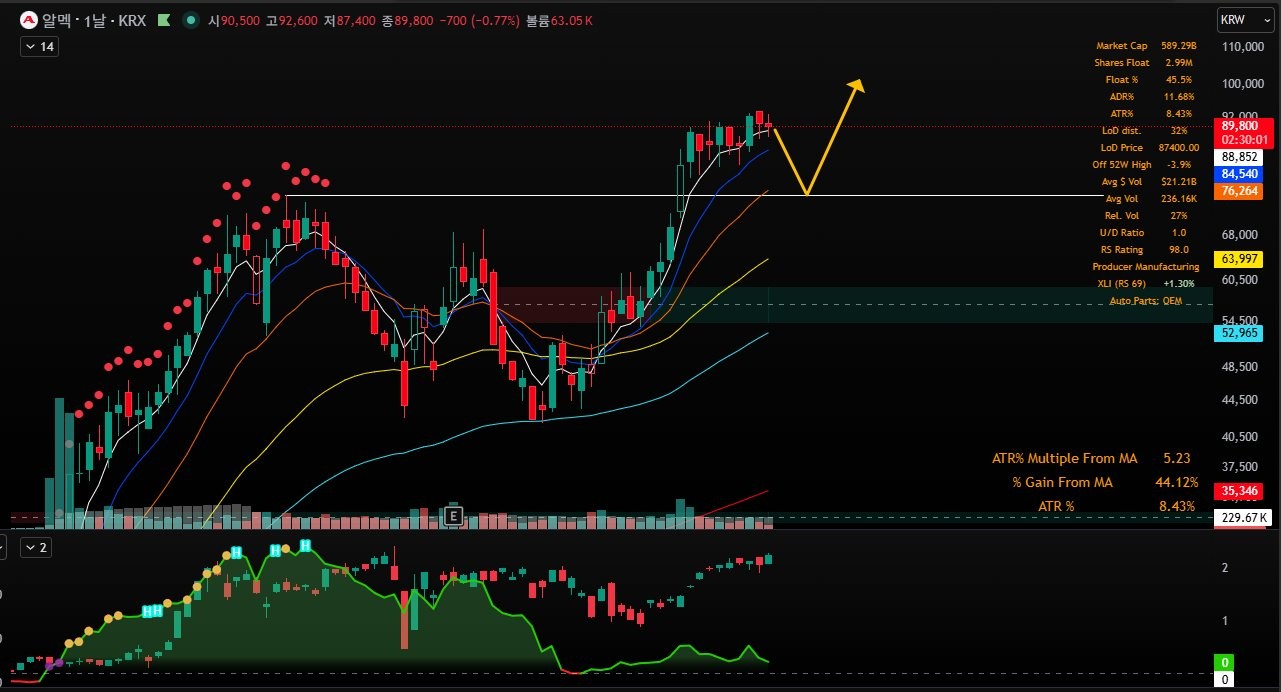 알멕 · 1날 · KRX 시90,500 고92,600 저87,400 종89,800 −700 (−0.77%) 볼륨63.05 K
14
KRW
110,000
100,000
92,000
89,800
02:30:01
88,852
84,540
76,264
68,000
63,997
60,500
54,500
52,965
48,500
44,500
40,500
37,500
35,346
229.67 K
Market Cap 589.29B
Shares Float 2.99M
Float % 45.5%
ADR% 11.68%
ATR% 8.43%
LoD dist. 32%
LoD Price 87400.00
Off 52W High -3.9%
Avg $ Vol $21.21B
Avg Vol 236.16K
Rel. Vol 27%
U/D Ratio 1.0
RS Rating 98.0
Producer Manufacturing
XLI (RS 69) +1.30%
Auto Parts: OEM
ATR% Multiple From MA 5.23
% Gain From MA 44.12%
ATR % 8.43%
E
2
H H H
HH
2
1
0
0